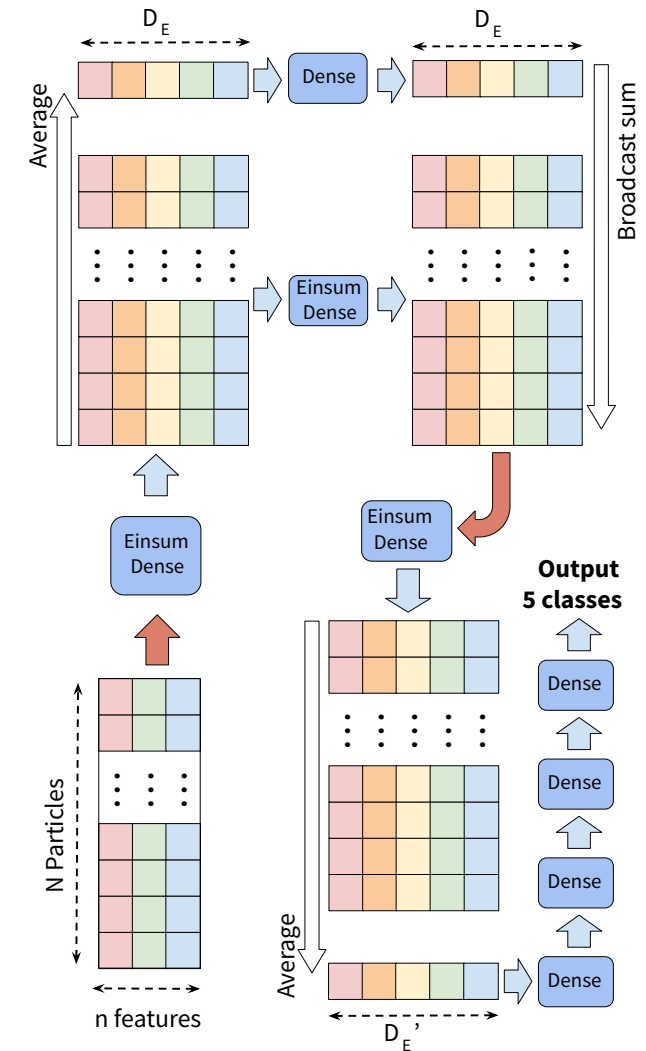 D_E
D_E
Average
Dense
Broadcast sum
Einsum
Dense
Einsum
Dense
Einsum
Dense
Output
5 classes
Dense
Dense
Dense
Dense
N Particles
n features
Average
D_E’